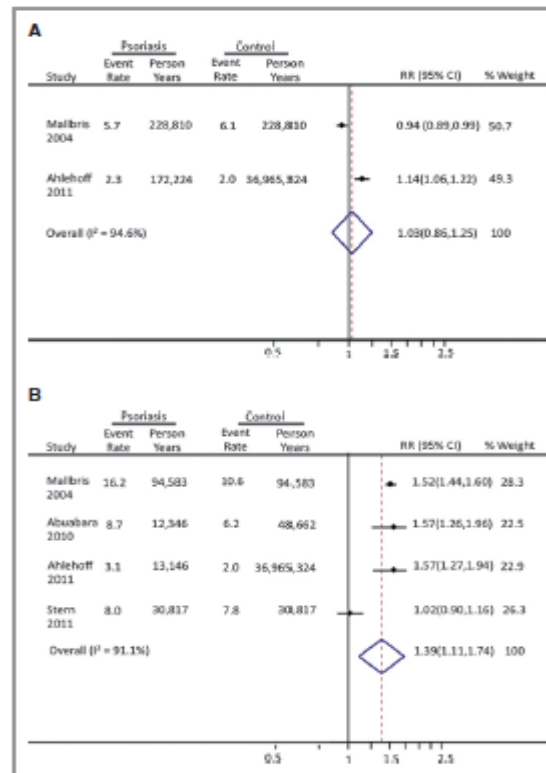 A
Psoriasis Control
Event Person Event Person
Rate Years Rate Years
Study RR (95% CI) % Weight
Mallbris 5.7 228,810 6.1 228,810 0.94 (0.89,0.99) 50.7
2004
Ahlehoff 2.3 172,224 2.0 36,965,324 1.14(1.06,1.22) 49.3
2011
Overall (I² = 94.6%) 1.03(0.86,1.25) 100
0.5 1 1.5 2.5
B
Psoriasis Control
Event Person Event Person
Rate Years Rate Years
Study RR (95% CI) % Weight
Mallbris 16.2 94,583 10.6 94,583 1.52(1.44,1.60) 28.3
2004
Abuabara 8.7 12,346 6.2 48,662 1.57(1.26,1.96) 22.5
2010
Ahlehoff 3.1 13,146 2.0 36,965,324 1.57(1.27,1.94) 22.9
2011
Stern 8.0 30,817 7.8 30,817 1.02(0.90,1.16) 26.3
2011
Overall (I² = 91.1%) 1.39(1.11,1.74) 100
0.5 1 1.5 2.5